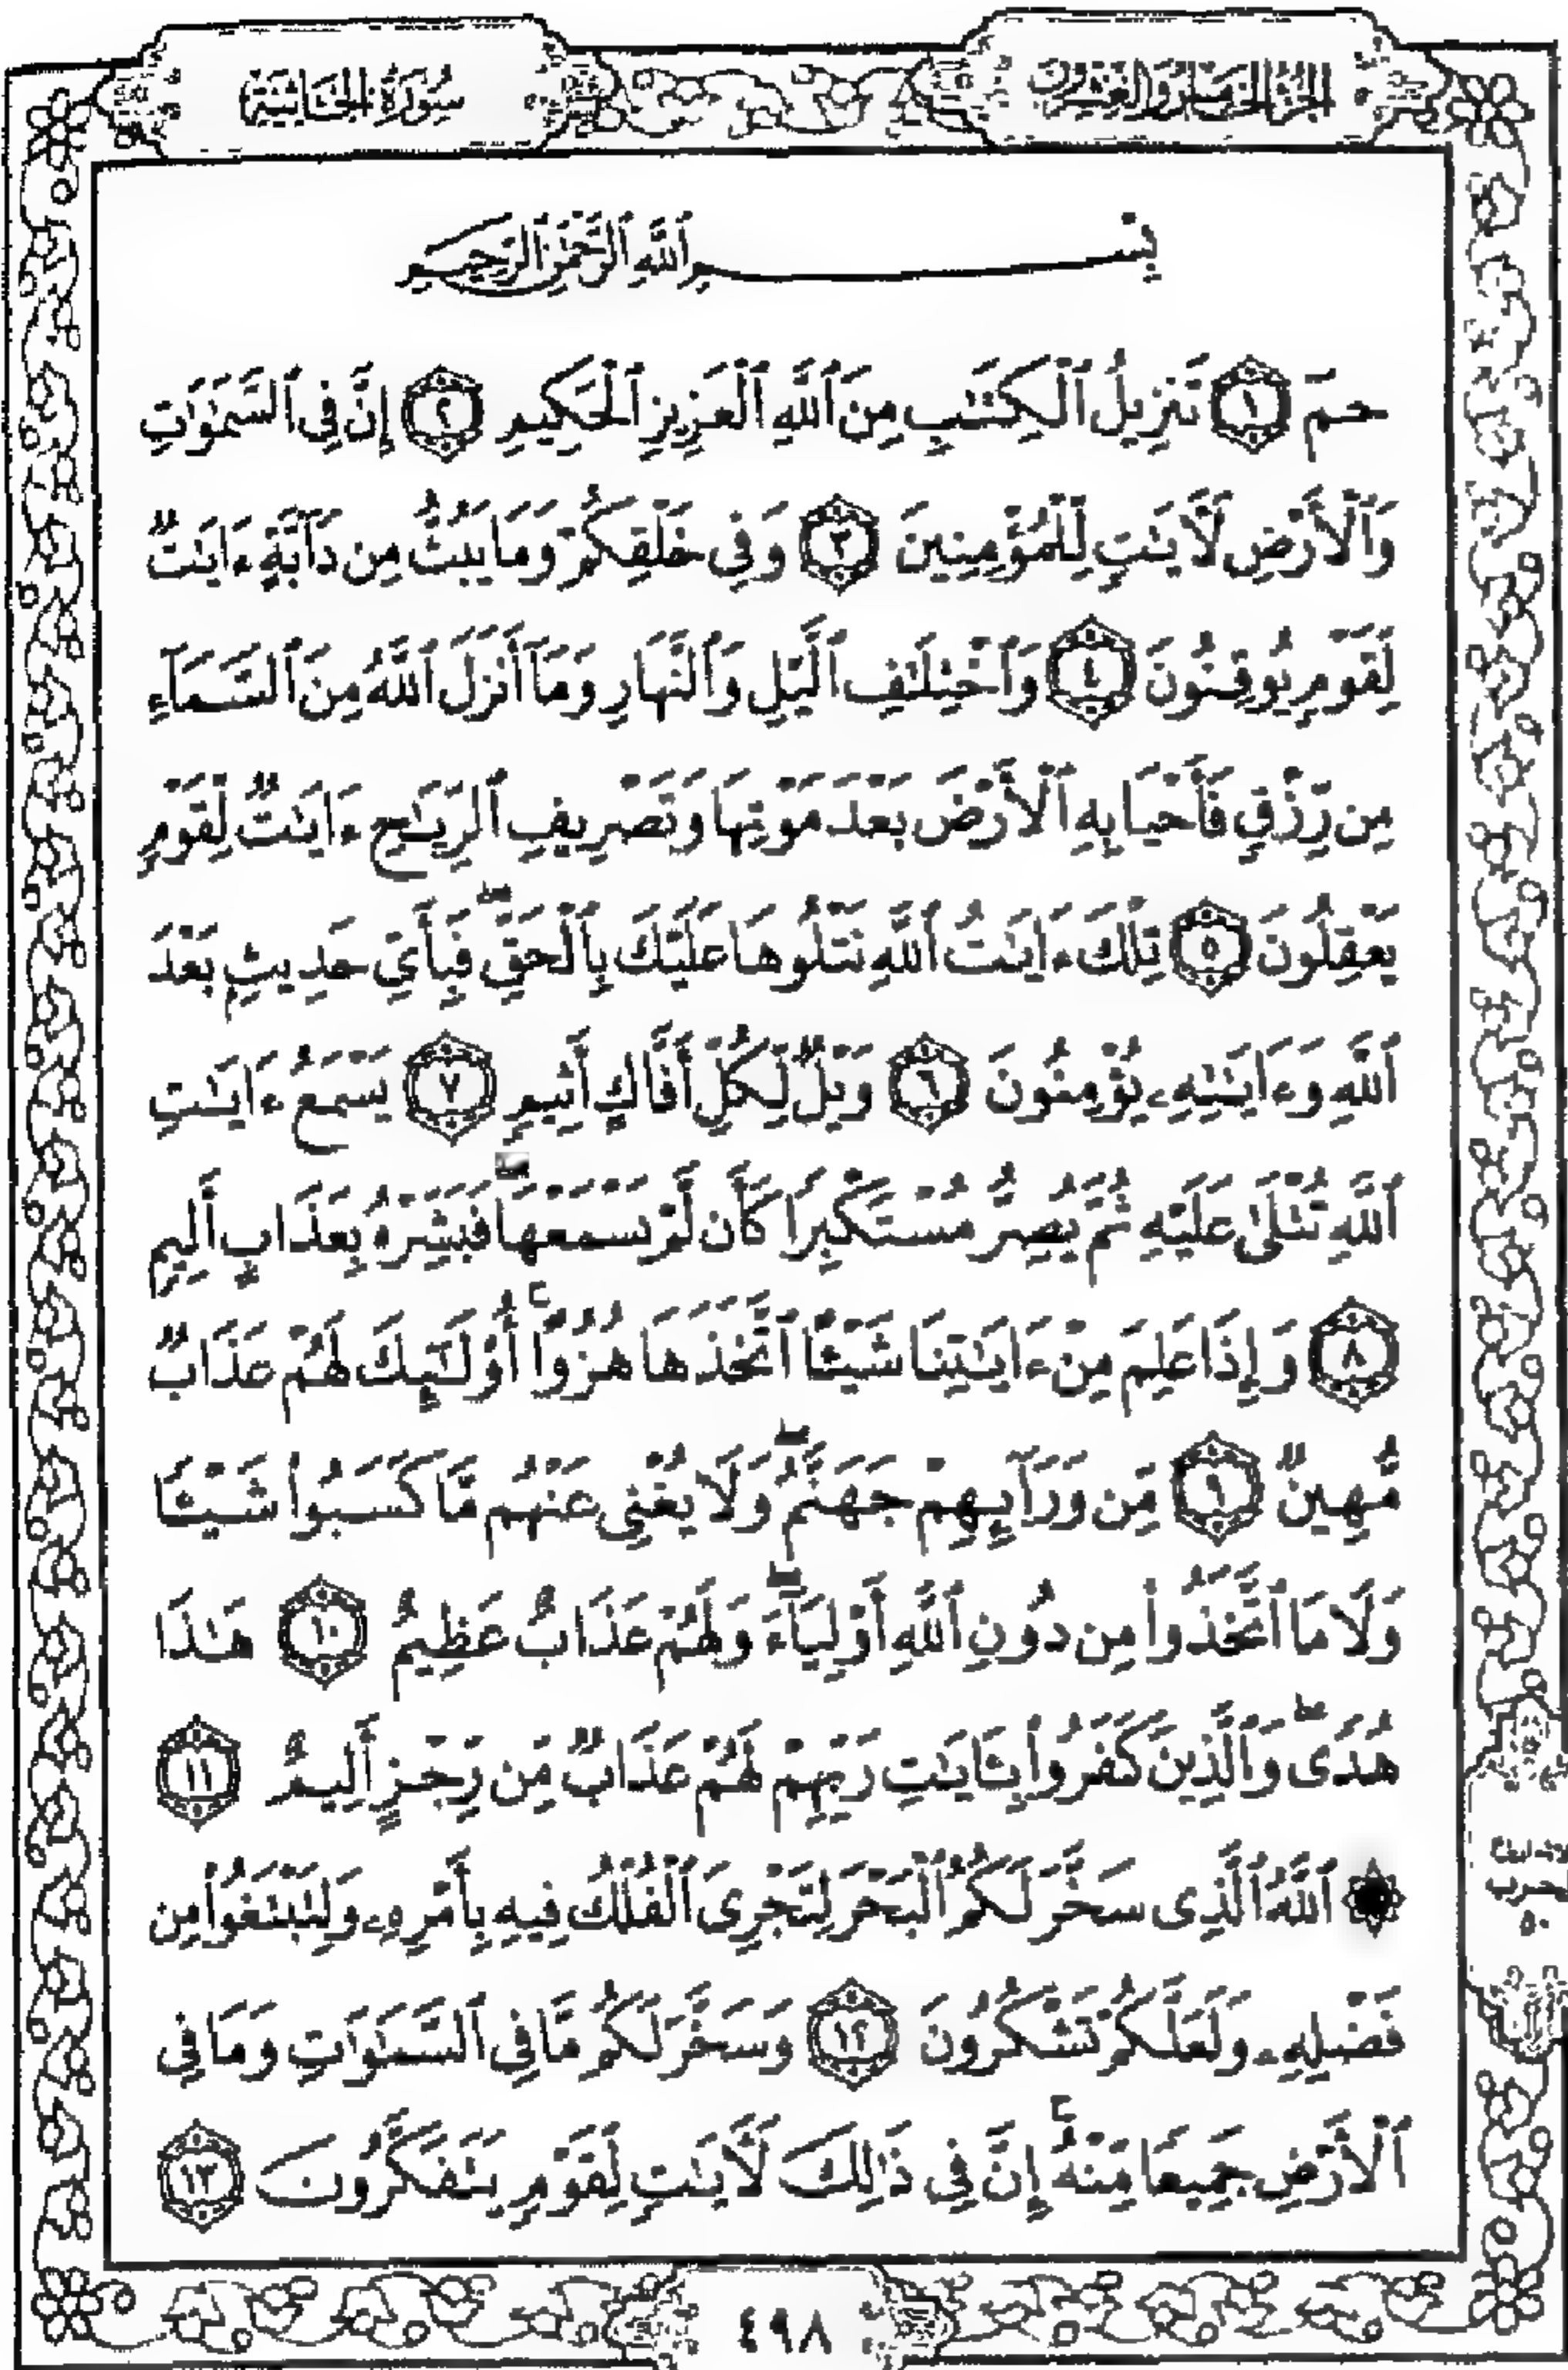 الجزء الخامس والعشرون
سورة الجاثية
بِسْمِ ٱللَّهِ ٱلرَّحْمَٰنِ ٱلرَّحِيمِ
حمٓ ١ تَنزِيلُ ٱلْكِتَٰبِ مِنَ ٱللَّهِ ٱلْعَزِيزِ ٱلْحَكِيمِ ٢ إِنَّ فِى ٱلسَّمَٰوَٰتِ
وَٱلْأَرْضِ لَءَايَٰتٍ لِّلْمُؤْمِنِينَ ٣ وَفِى خَلْقِكُمْ وَمَا يَبُثُّ مِن دَآبَّةٍ ءَايَٰتٌ
لِّقَوْمٍ يُوقِنُونَ ٤ وَٱخْتِلَٰفِ ٱلَّيْلِ وَٱلنَّهَارِ وَمَآ أَنزَلَ ٱللَّهُ مِنَ ٱلسَّمَآءِ
مِن رِّزْقٍ فَأَحْيَا بِهِ ٱلْأَرْضَ بَعْدَ مَوْتِهَا وَتَصْرِيفِ ٱلرِّيَٰحِ ءَايَٰتٌ لِّقَوْمٍ
يَعْقِلُونَ ٥ تِلْكَ ءَايَٰتُ ٱللَّهِ نَتْلُوهَا عَلَيْكَ بِٱلْحَقِّ ۖ فَبِأَىِّ حَدِيثٍۭ بَعْدَ
ٱللَّهِ وَءَايَٰتِهِۦ يُؤْمِنُونَ ٦ وَيْلٌ لِّكُلِّ أَفَّاكٍ أَثِيمٍ ٧ يَسْمَعُ ءَايَٰتِ
ٱللَّهِ تُتْلَىٰ عَلَيْهِ ثُمَّ يُصِرُّ مُسْتَكْبِرًا كَأَن لَّمْ يَسْمَعْهَا ۖ فَبَشِّرْهُ بِعَذَابٍ أَلِيمٍ
٨ وَإِذَا عَلِمَ مِنْ ءَايَٰتِنَا شَيْـًٔا ٱتَّخَذَهَا هُزُوًا ۚ أُو۟لَٰٓئِكَ لَهُمْ عَذَابٌ
مُّهِينٌ ٩ مِّن وَرَآئِهِمْ جَهَنَّمُ ۖ وَلَا يُغْنِى عَنْهُم مَّا كَسَبُوا۟ شَيْـًٔا
وَلَا مَا ٱتَّخَذُوا۟ مِن دُونِ ٱللَّهِ أَوْلِيَآءَ ۖ وَلَهُمْ عَذَابٌ عَظِيمٌ ١٠ هَٰذَا
هُدًى ۖ وَٱلَّذِينَ كَفَرُوا۟ بِـَٔايَٰتِ رَبِّهِمْ لَهُمْ عَذَابٌ مِّن رِّجْزٍ أَلِيمٌ ١١
۞ ٱللَّهُ ٱلَّذِى سَخَّرَ لَكُمُ ٱلْبَحْرَ لِتَجْرِىَ ٱلْفُلْكُ فِيهِ بِأَمْرِهِۦ وَلِتَبْتَغُوا۟ مِن
فَضْلِهِۦ وَلَعَلَّكُمْ تَشْكُرُونَ ١٢ وَسَخَّرَ لَكُم مَّا فِى ٱلسَّمَٰوَٰتِ وَمَا فِى
ٱلْأَرْضِ جَمِيعًا مِّنْهُ ۚ إِنَّ فِى ذَٰلِكَ لَءَايَٰتٍ لِّقَوْمٍ يَتَفَكَّرُونَ ١٣
٥٠
٤٩٨